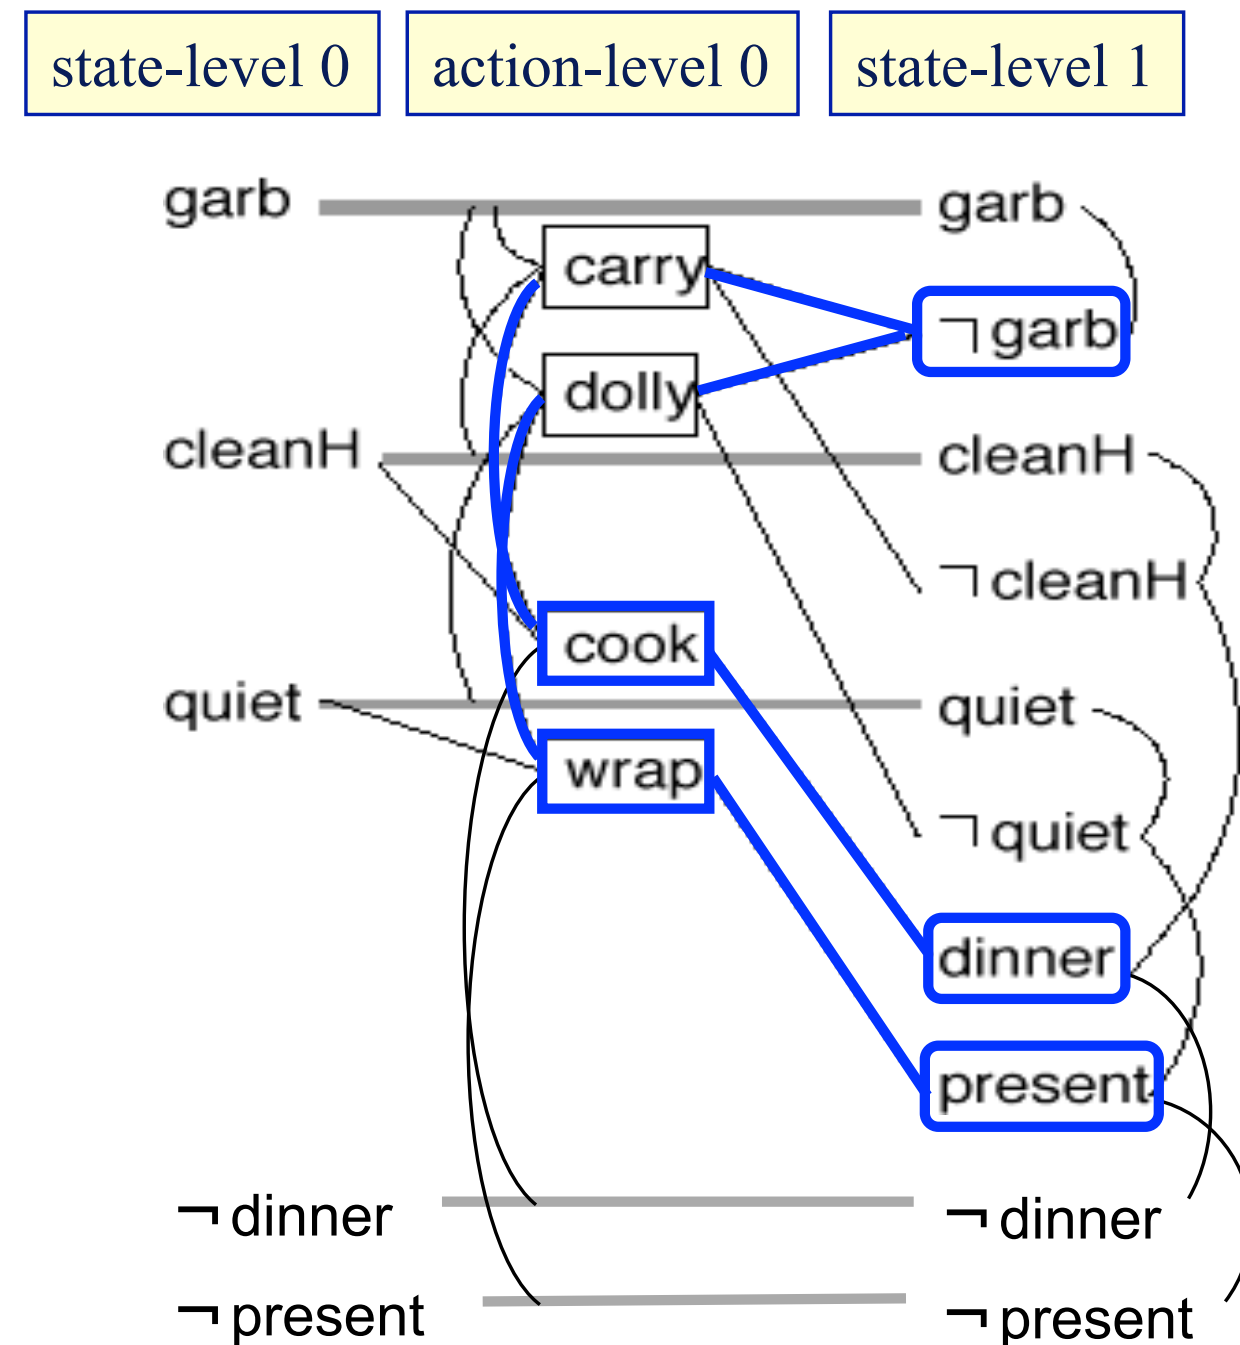 state-level 0 action-level 0 state-level 1
garb garb
carry
¬ garb
dolly
cleanH cleanH
¬ cleanH
cook
quiet quiet
wrap
¬ quiet
dinner
present
¬ dinner ¬ dinner
¬ present ¬ present